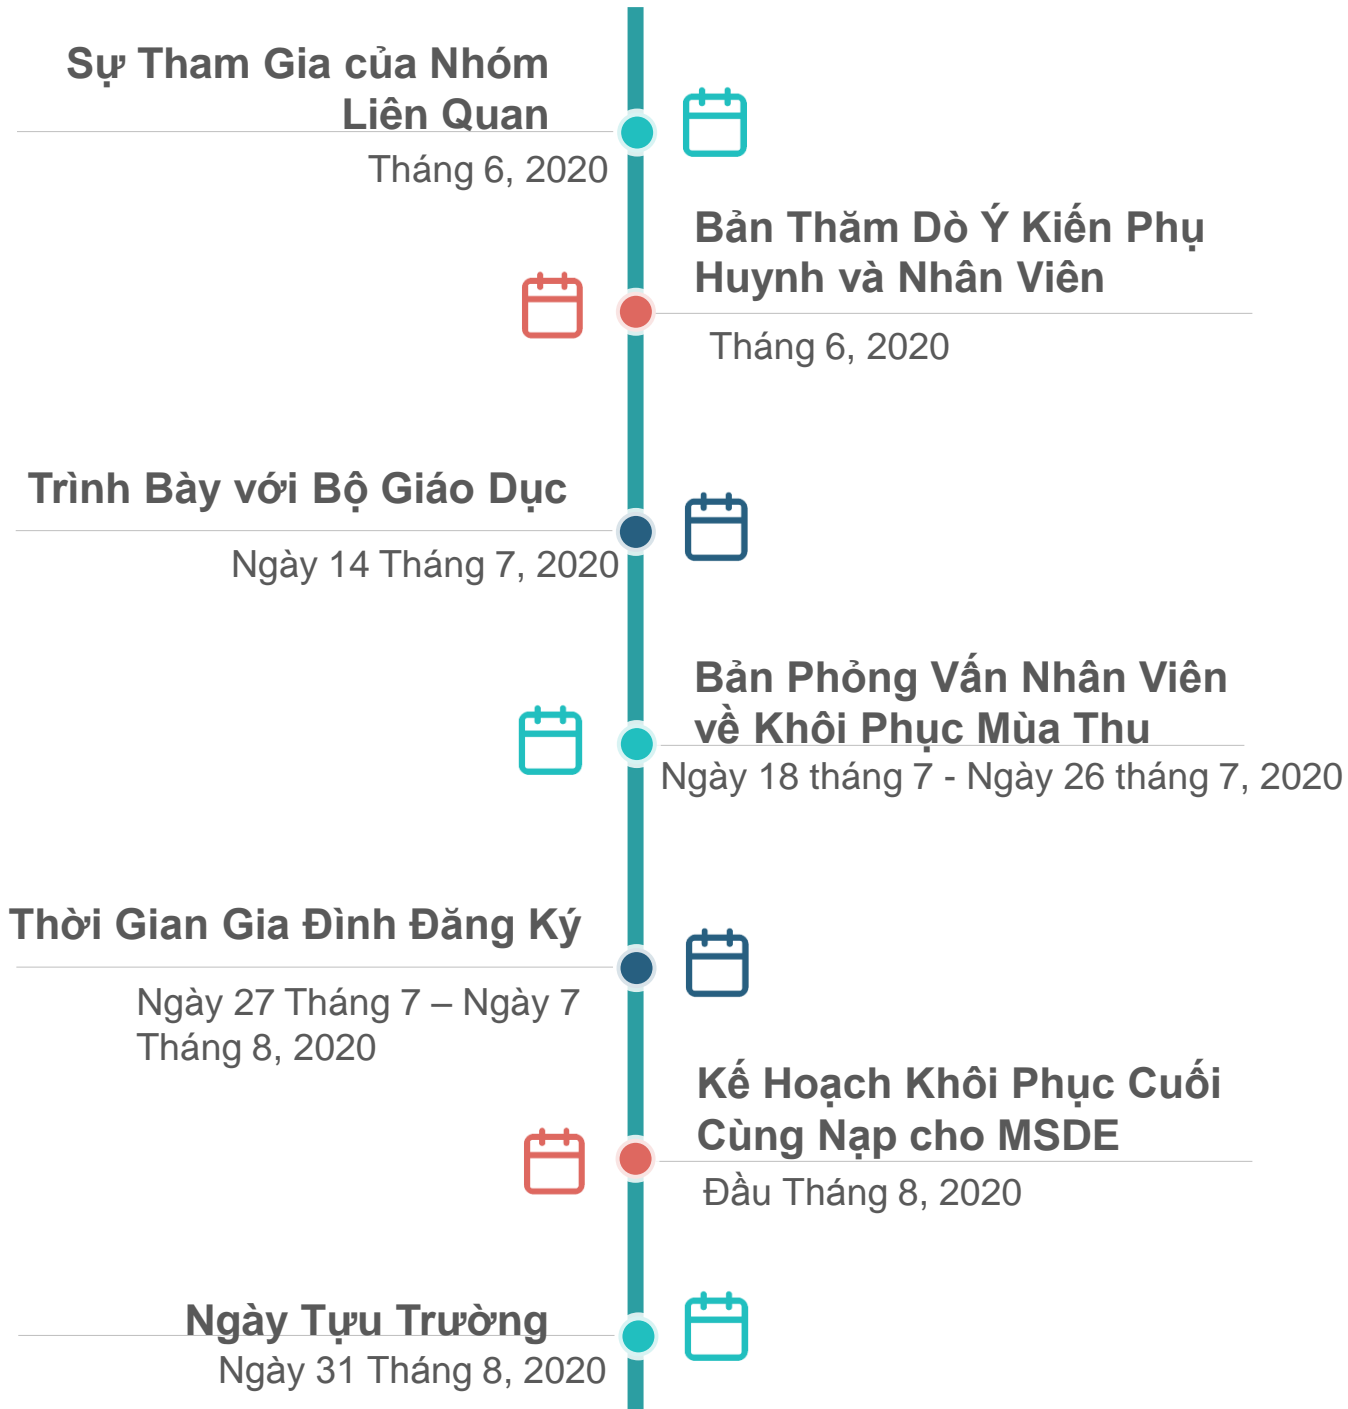 Sự Tham Gia của Nhóm
Liên Quan
Tháng 6, 2020
Bản Thăm Dò Ý Kiến Phụ
Huynh và Nhân Viên
Tháng 6, 2020
Trình Bày với Bộ Giáo Dục
Ngày 14 Tháng 7, 2020
Bản Phỏng Vấn Nhân Viên
về Khôi Phục Mùa Thu
Ngày 18 tháng 7 - Ngày 26 tháng 7, 2020
Thời Gian Gia Đình Đăng Ký
Ngày 27 Tháng 7 – Ngày 7
Tháng 8, 2020
Kế Hoạch Khôi Phục Cuối
Cùng Nạp cho MSDE
Đầu Tháng 8, 2020
Ngày Tựu Trường
Ngày 31 Tháng 8, 2020